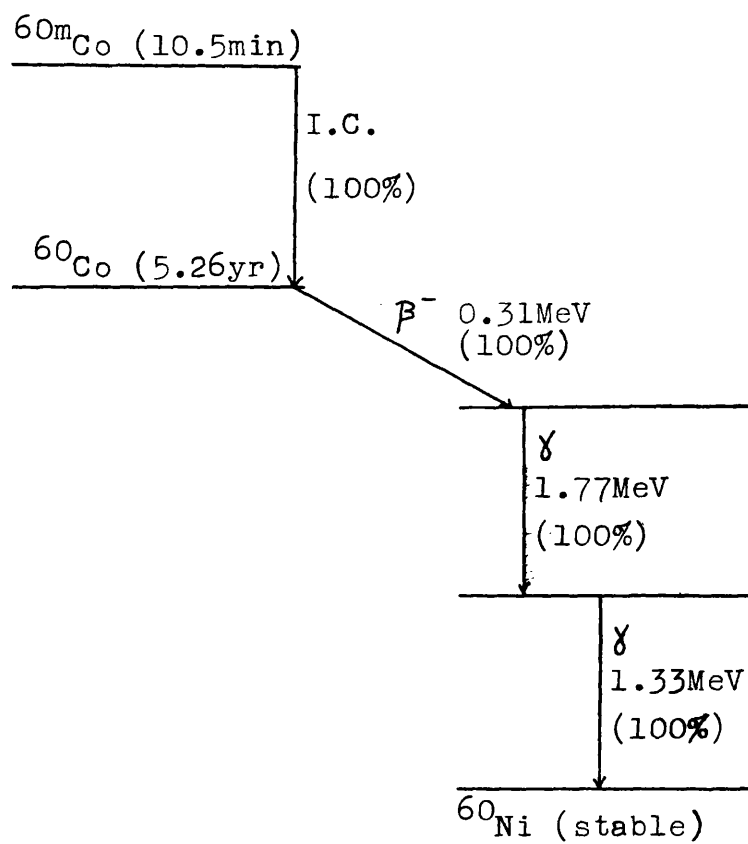 60mCo (10.5min)
I.C.
(100%)
60Co (5.26yr)
β- 0.31MeV
(100%)
γ
1.77MeV
(100%)
γ
1.33MeV
(100%)
60Ni (stable)